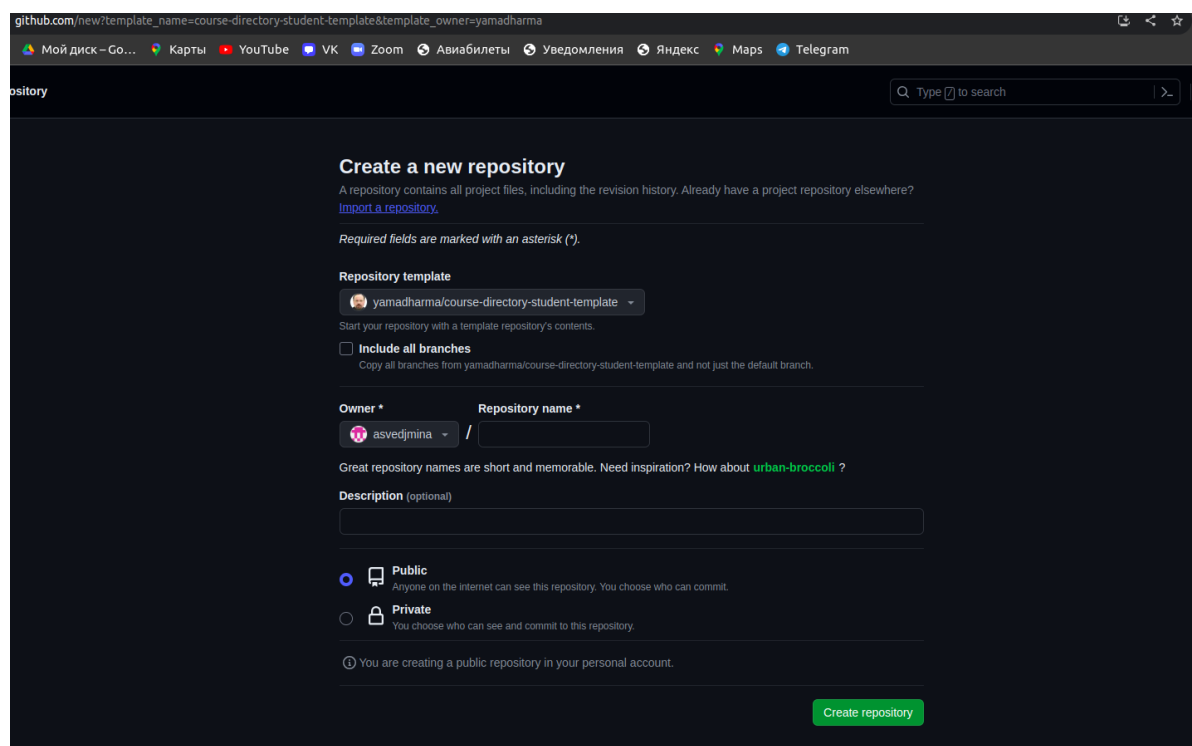 github.com/new?template_name=course-directory-student-template&template_owner=yamadharma
Мой диск – Go... Карты YouTube VK Zoom Авиабилеты Уведомления Яндекс Maps Telegram
ository
Type / to search
Create a new repository
A repository contains all project files, including the revision history. Already have a project repository elsewhere?
Import a repository.
Required fields are marked with an asterisk (*).
Repository template
yamadharma/course-directory-student-template
Start your repository with a template repository's contents.
Include all branches
Copy all branches from yamadharma/course-directory-student-template and not just the default branch.
Owner * Repository name *
asvedjmina /
Great repository names are short and memorable. Need inspiration? How about urban-broccoli ?
Description (optional)
Public
Anyone on the internet can see this repository. You choose who can commit.
Private
You choose who can see and commit to this repository.
You are creating a public repository in your personal account.
Create repository